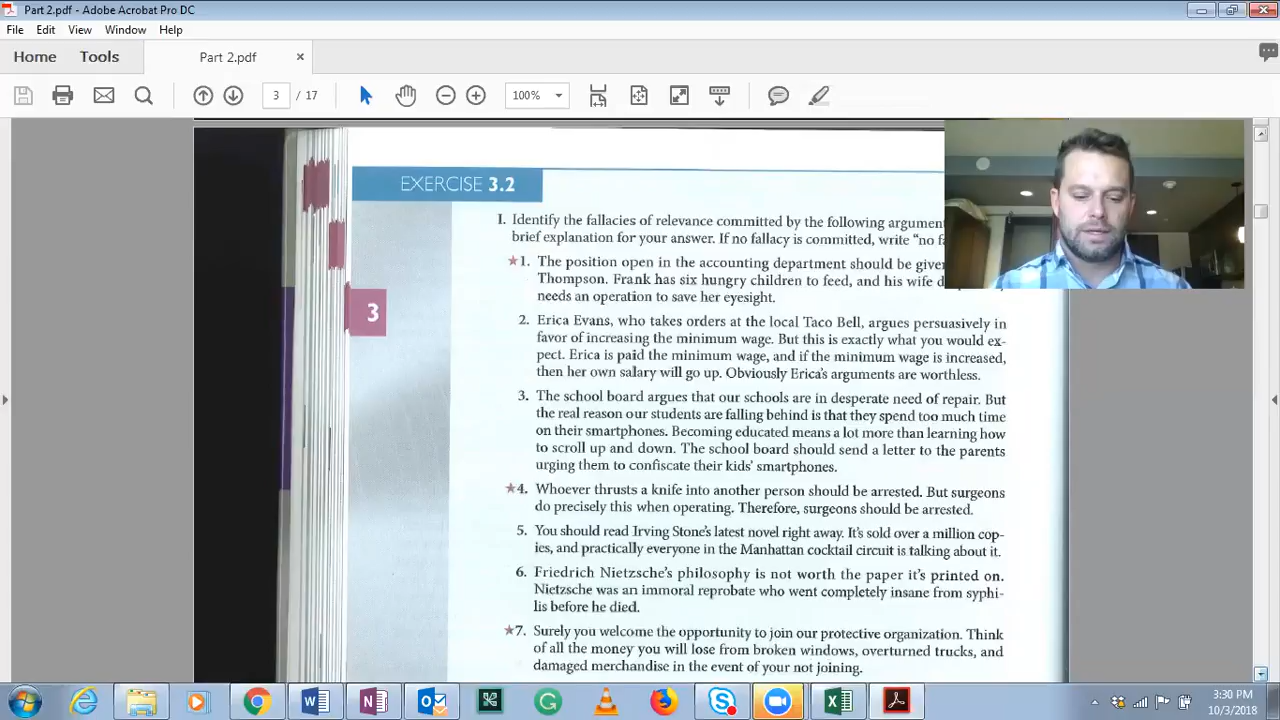 Part 2.pdf - Adobe Acrobat Pro DC
File Edit View Window Help
Home Tools Part 2.pdf ×
3 / 17 100%
EXERCISE 3.2
I. Identify the fallacies of relevance committed by the following
brief explanation for your answer. If no fallacy is committed, write "no
★1. The position open in the accounting department should be
Thompson. Frank has six hungry children to feed, and his wife
needs an operation to save her eyesight.
2. Erica Evans, who takes orders at the local Taco Bell, argues persuasively in
favor of increasing the minimum wage. But this is exactly what you would ex-
pect. Erica is paid the minimum wage, and if the minimum wage is increased,
then her own salary will go up. Obviously Erica's arguments are worthless.
3
3. The school board argues that our schools are in desperate need of repair. But
the real reason our students are falling behind is that they spend too much time
on their smartphones. Becoming educated means a lot more than learning how
to scroll up and down. The school board should send a letter to the parents
urging them to confiscate their kids' smartphones.
★4. Whoever thrusts a knife into another person should be arrested. But surgeons
do precisely this when operating. Therefore, surgeons should be arrested.
5. You should read Irving Stone's latest novel right away. It's sold over a million cop-
ies, and practically everyone in the Manhattan cocktail circuit is talking about it.
6. Friedrich Nietzsche's philosophy is not worth the paper it's printed on.
Nietzsche was an immoral reprobate who went completely insane from syphi-
lis before he died.
★7. Surely you welcome the opportunity to join our protective organization. Think
of all the money you will lose from broken windows, overturned trucks, and
damaged merchandise in the event of your not joining.
3:30 PM
10/3/2018